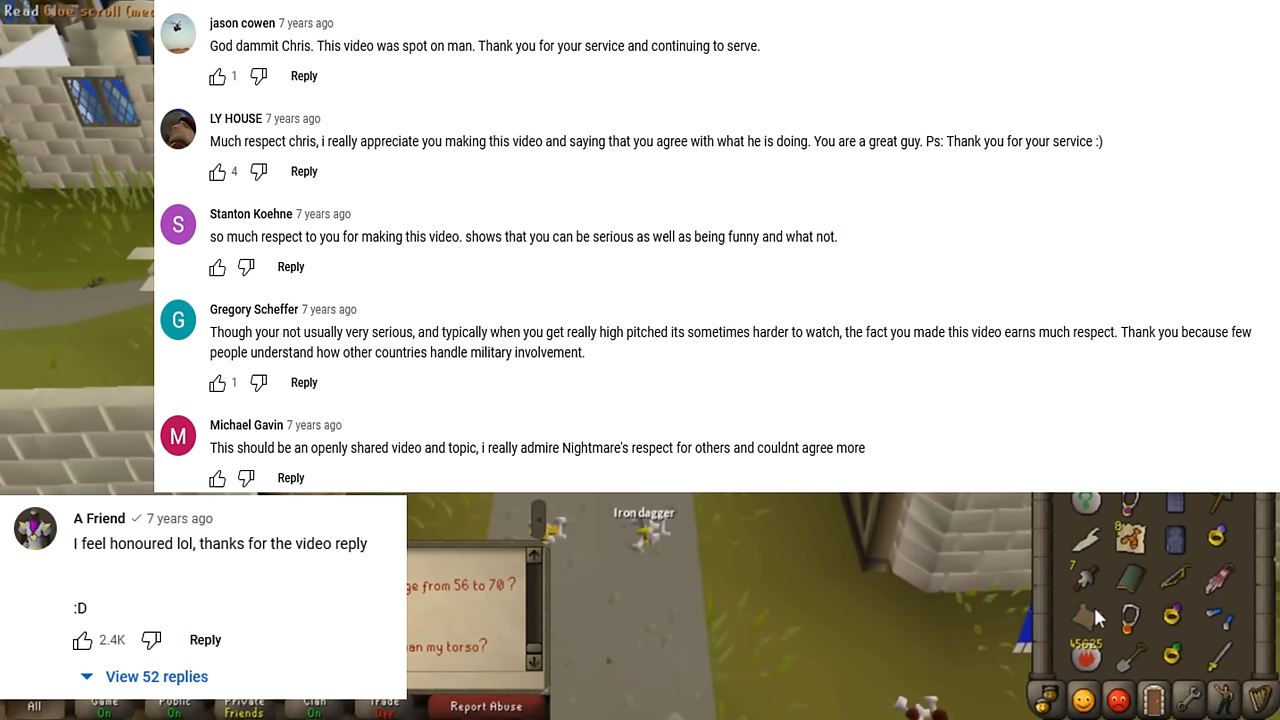 Read Clue scroll (me
jason cowen 7 years ago
God dammit Chris. This video was spot on man. Thank you for your service and continuing to serve.
1 Reply
LY HOUSE 7 years ago
Much respect chris, i really appreciate you making this video and saying that you agree with what he is doing. You are a great guy. Ps: Thank you for your service :)
4 Reply
S
Stanton Koehne 7 years ago
so much respect to you for making this video. shows that you can be serious as well as being funny and what not.
Reply
G
Gregory Scheffer 7 years ago
Though your not usually very serious, and typically when you get really high pitched its sometimes harder to watch, the fact you made this video earns much respect. Thank you because few
people understand how other countries handle military involvement.
1 Reply
M
Michael Gavin 7 years ago
This should be an openly shared video and topic, i really admire Nightmare's respect for others and couldnt agree more
Reply
A Friend 7 years ago
I feel honoured lol, thanks for the video reply
:D
2.4K Reply
View 52 replies
Iron dagger
ge from 56 to 70?
an my torso?
8
7
45625
All
Game
On
Public
On
Private
Friends
Clan
On
Trade
Off
Report Abuse